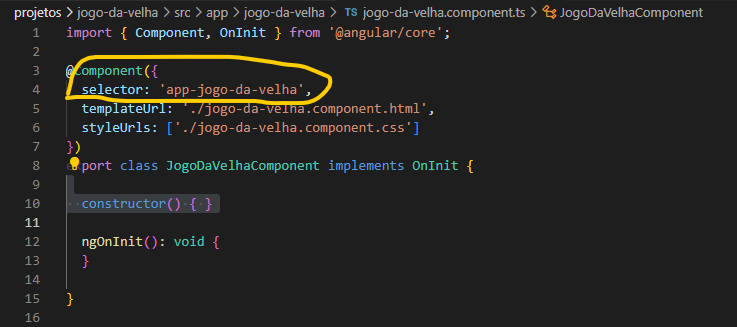 projetos > jogo-da-velha > src > app > jogo-da-velha > TS jogo-da-velha.component.ts > JogoDaVelhaComponent
1 import { Component, OnInit } from '@angular/core';
2
3 @Component({
4 selector: 'app-jogo-da-velha',
5 templateUrl: './jogo-da-velha.component.html',
6 styleUrls: ['./jogo-da-velha.component.css']
7 })
8 port class JogoDaVelhaComponent implements OnInit {
9
10 constructor() { }
11
12 ngOnInit(): void {
13 }
14
15 }
16